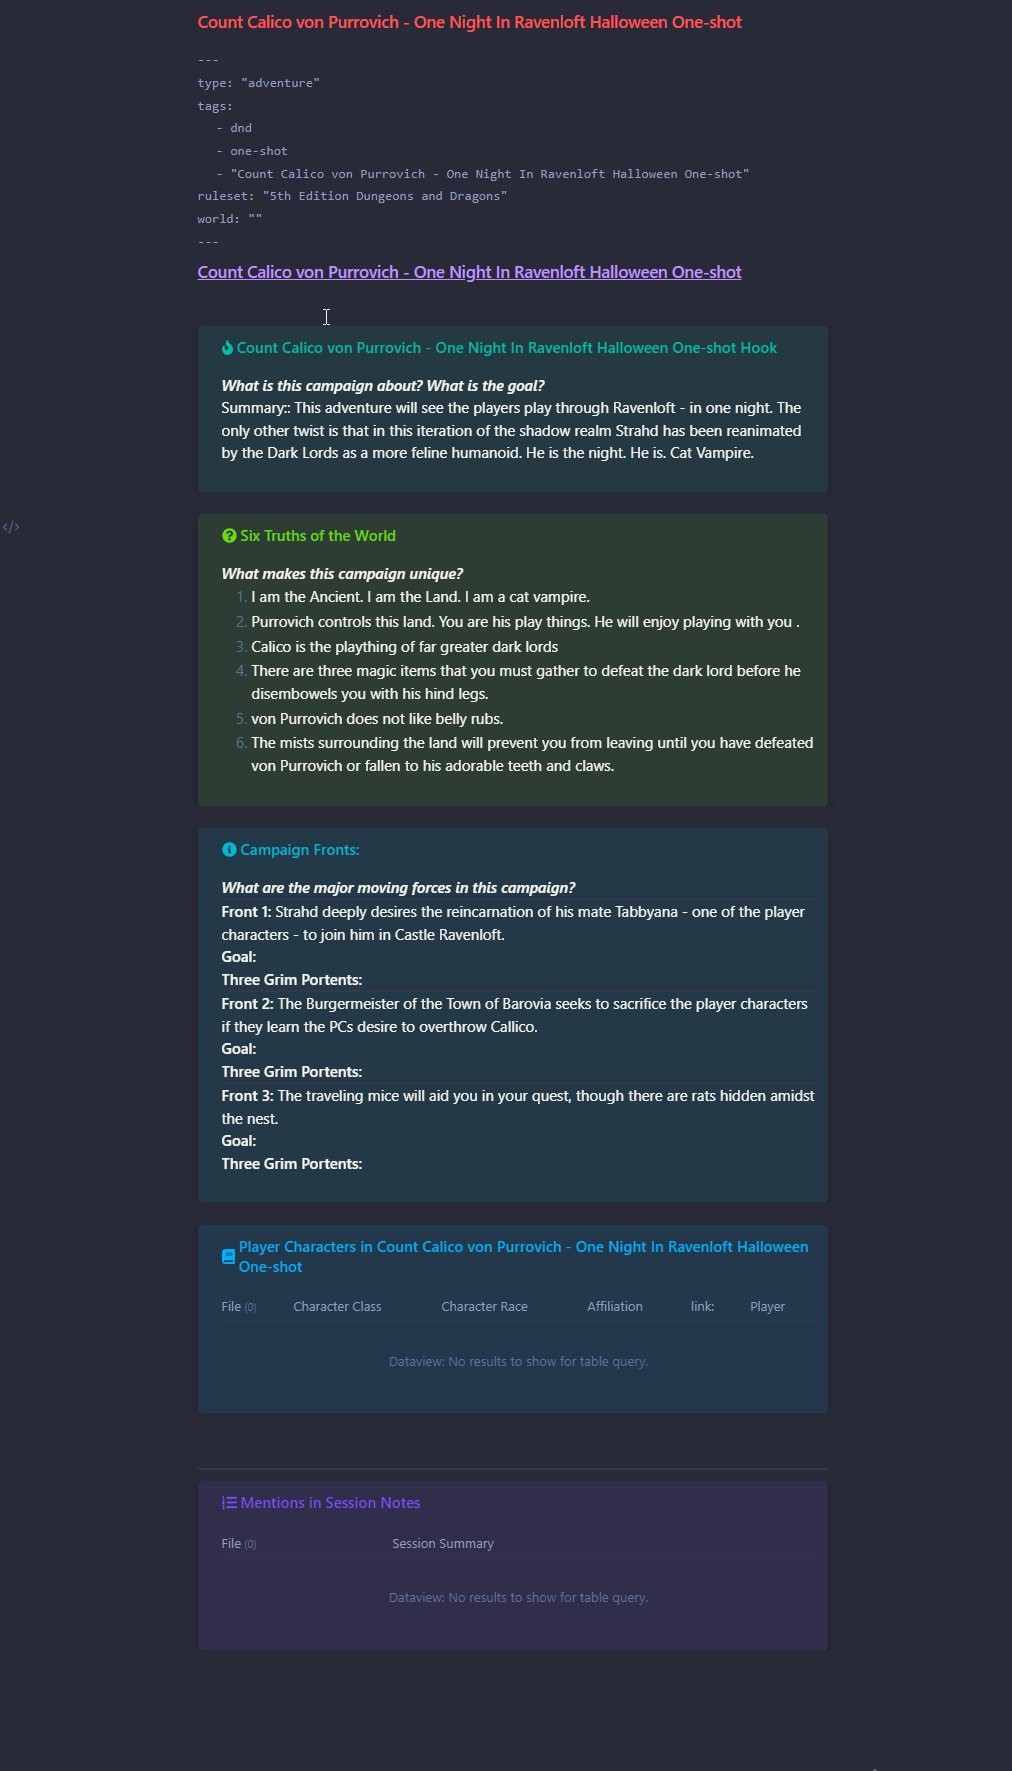 Count Calico von Purrovich - One Night In Ravenloft Halloween One-shot
---
type: "adventure"
tags:
- dnd
- one-shot
- "Count Calico von Purrovich - One Night In Ravenloft Halloween One-shot"
ruleset: "5th Edition Dungeons and Dragons"
world: ""
---
Count Calico von Purrovich - One Night In Ravenloft Halloween One-shot
Count Calico von Purrovich - One Night In Ravenloft Halloween One-shot Hook
What is this campaign about? What is the goal?
Summary:: This adventure will see the players play through Ravenloft - in one night. The
only other twist is that in this iteration of the shadow realm Strahd has been reanimated
by the Dark Lords as a more feline humanoid. He is the night. He is. Cat Vampire.
</>
Six Truths of the World
What makes this campaign unique?
1. I am the Ancient. I am the Land. I am a cat vampire.
2. Purrovich controls this land. You are his play things. He will enjoy playing with you .
3. Calico is the plaything of far greater dark lords
4. There are three magic items that you must gather to defeat the dark lord before he
disembowels you with his hind legs.
5. von Purrovich does not like belly rubs.
6. The mists surrounding the land will prevent you from leaving until you have defeated
von Purrovich or fallen to his adorable teeth and claws.
Campaign Fronts:
What are the major moving forces in this campaign?
Front 1: Strahd deeply desires the reincarnation of his mate Tabbyana - one of the player
characters - to join him in Castle Ravenloft.
Goal:
Three Grim Portents:
Front 2: The Burgermeister of the Town of Barovia seeks to sacrifice the player characters
if they learn the PCs desire to overthrow Callico.
Goal:
Three Grim Portents:
Front 3: The traveling mice will aid you in your quest, though there are rats hidden amidst
the nest.
Goal:
Three Grim Portents:
Player Characters in Count Calico von Purrovich - One Night In Ravenloft Halloween
One-shot
File (0) Character Class Character Race Affiliation link: Player
Dataview: No results to show for table query.
Mentions in Session Notes
File (0) Session Summary
Dataview: No results to show for table query.